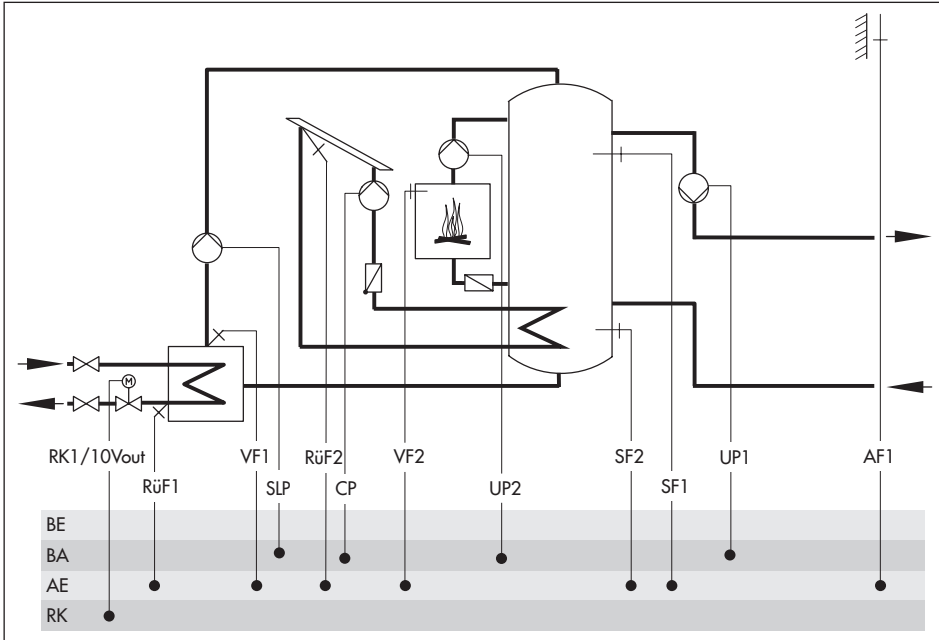 M
RK1/10Vout VF1 RüF2 VF2 SF2 UP1 AF1
RüF1 SLP CP UP2 SF1
BE
BA
AE
RK